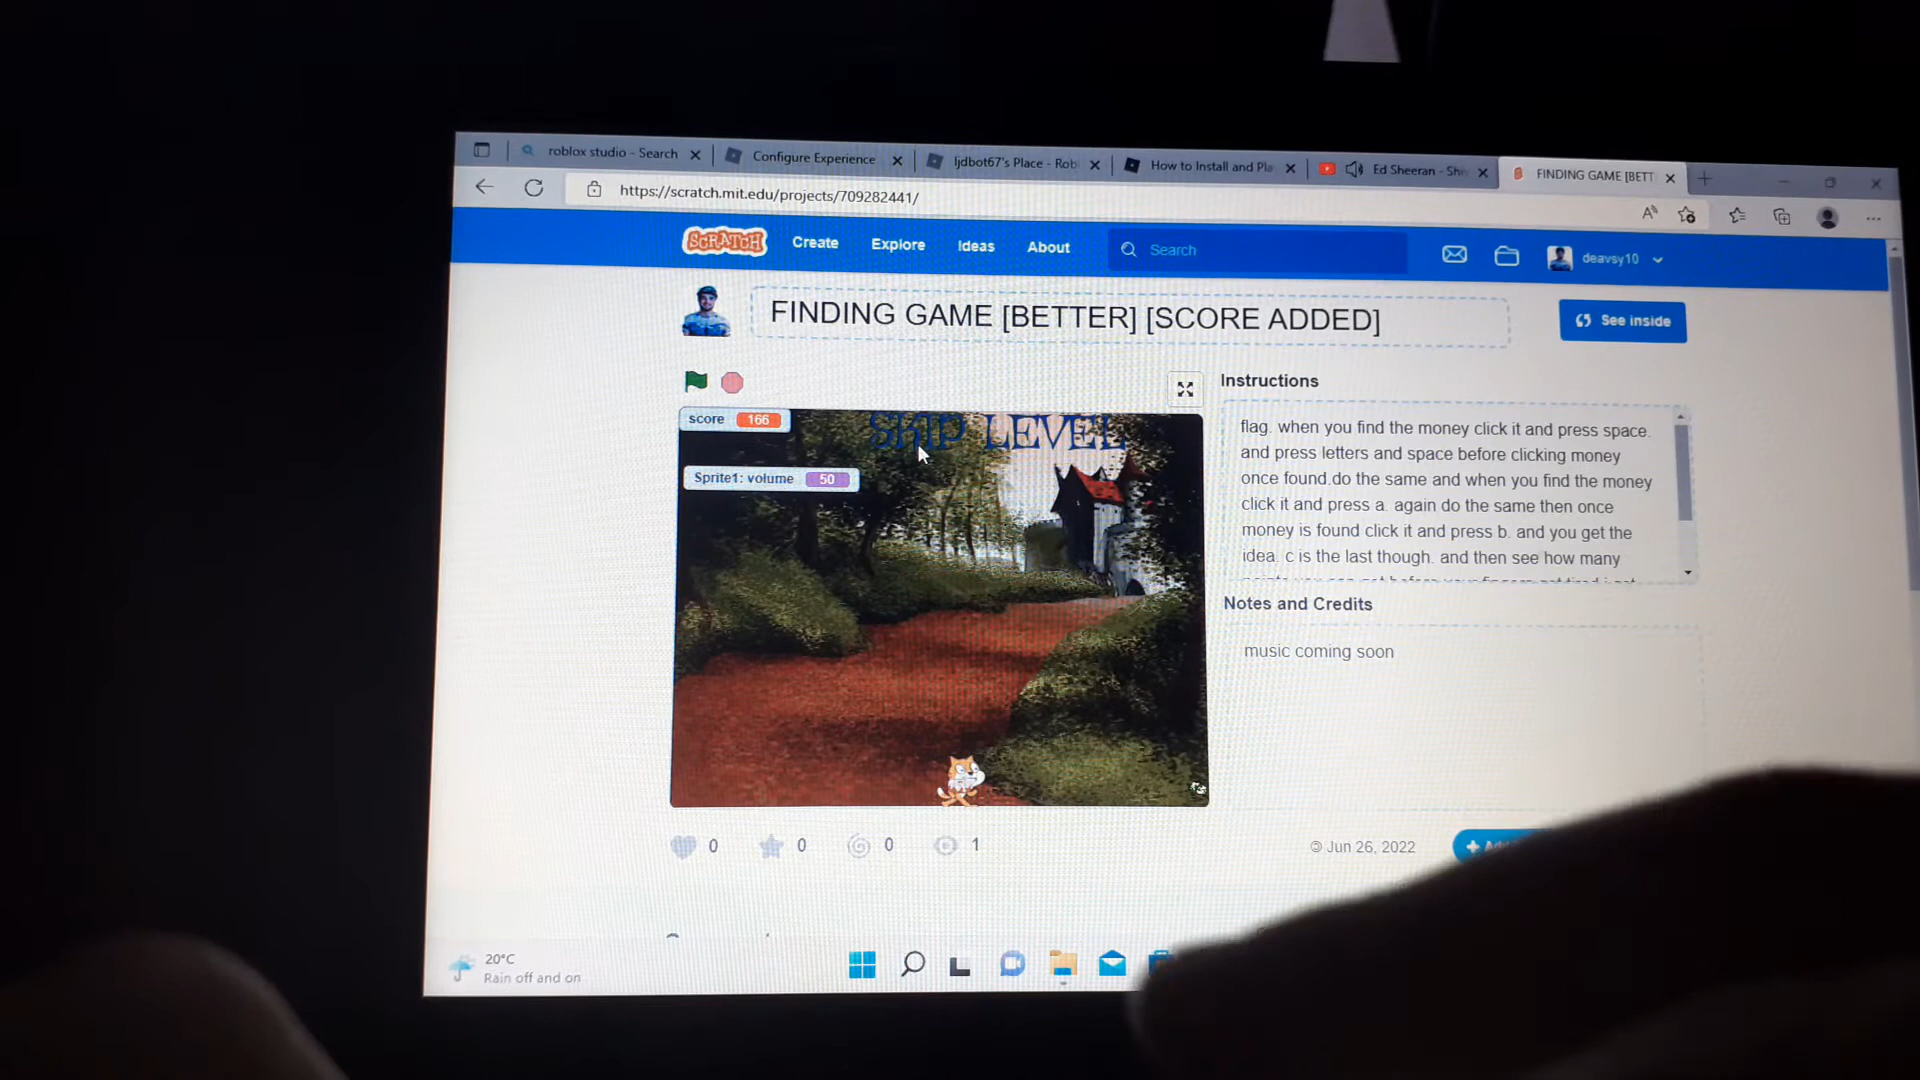 roblox studio - Search
Configure Experience
ljdbot67's Place - Rob
How to Install and Pla
Ed Sheeran - Shi
FINDING GAME [BETT
https://scratch.mit.edu/projects/709282441/
SCRATCH
Create
Explore
Ideas
About
Search
deavsy10
FINDING GAME [BETTER] [SCORE ADDED]
See inside
score 166
SKIP LEVEL
Sprite1: volume 50
Instructions
flag. when you find the money click it and press space.
and press letters and space before clicking money
once found.do the same and when you find the money
click it and press a. again do the same then once
money is found click it and press b. and you get the
idea. c is the last though. and then see how many
Notes and Credits
music coming soon
0
0
0
1
© Jun 26, 2022
20°C
Rain off and on